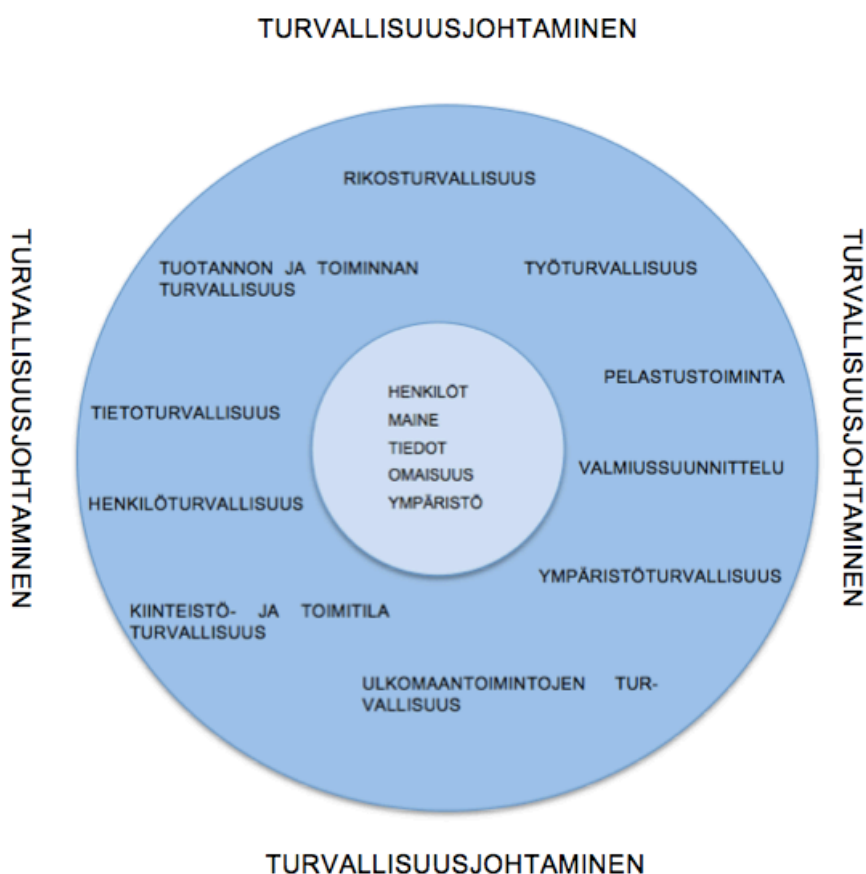 TURVALLISUUSJOHTAMINEN
RIKOSTURVALLISUUS
TUOTANNON JA TOIMINNAN
TURVALLISUUS
TYÖTURVALLISUUS
PELASTUSTOIMINTA
TIETOTURVALLISUUS
VALMIUSSUUNNITTELU
HENKILÖTURVALLISUUS
YMPÄRISTÖTURVALLISUUS
KIINTEISTÖ- JA TOIMITILA
TURVALLISUUS
ULKOMAANTOIMINTOJEN TUR-
VALLISUUS
HENKILÖT
MAINE
TIEDOT
OMAISUUS
YMPÄRISTÖ
TURVALLISUUSJOHTAMINEN
TURVALLISUUSJOHTAMINEN
TURVALLISUUSJOHTAMINEN